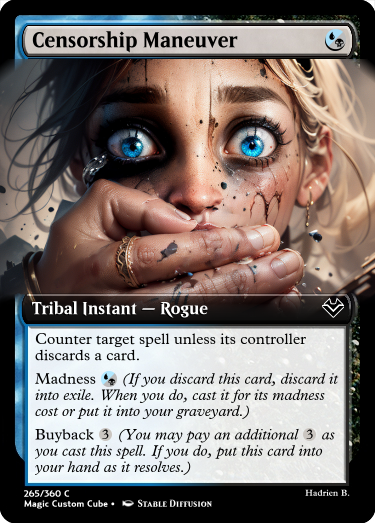 Censorship Maneuver
Tribal Instant — Rogue
Counter target spell unless its controller
discards a card.
Madness (If you discard this card, discard it
into exile. When you do, cast it for its madness
cost or put it into your graveyard.)
Buyback 3 (You may pay an additional 3 as
you cast this spell. If you do, put this card into
your hand as it resolves.)
265/360 C
Hadrien B.
Magic Custom Cube • Stable Diffusion